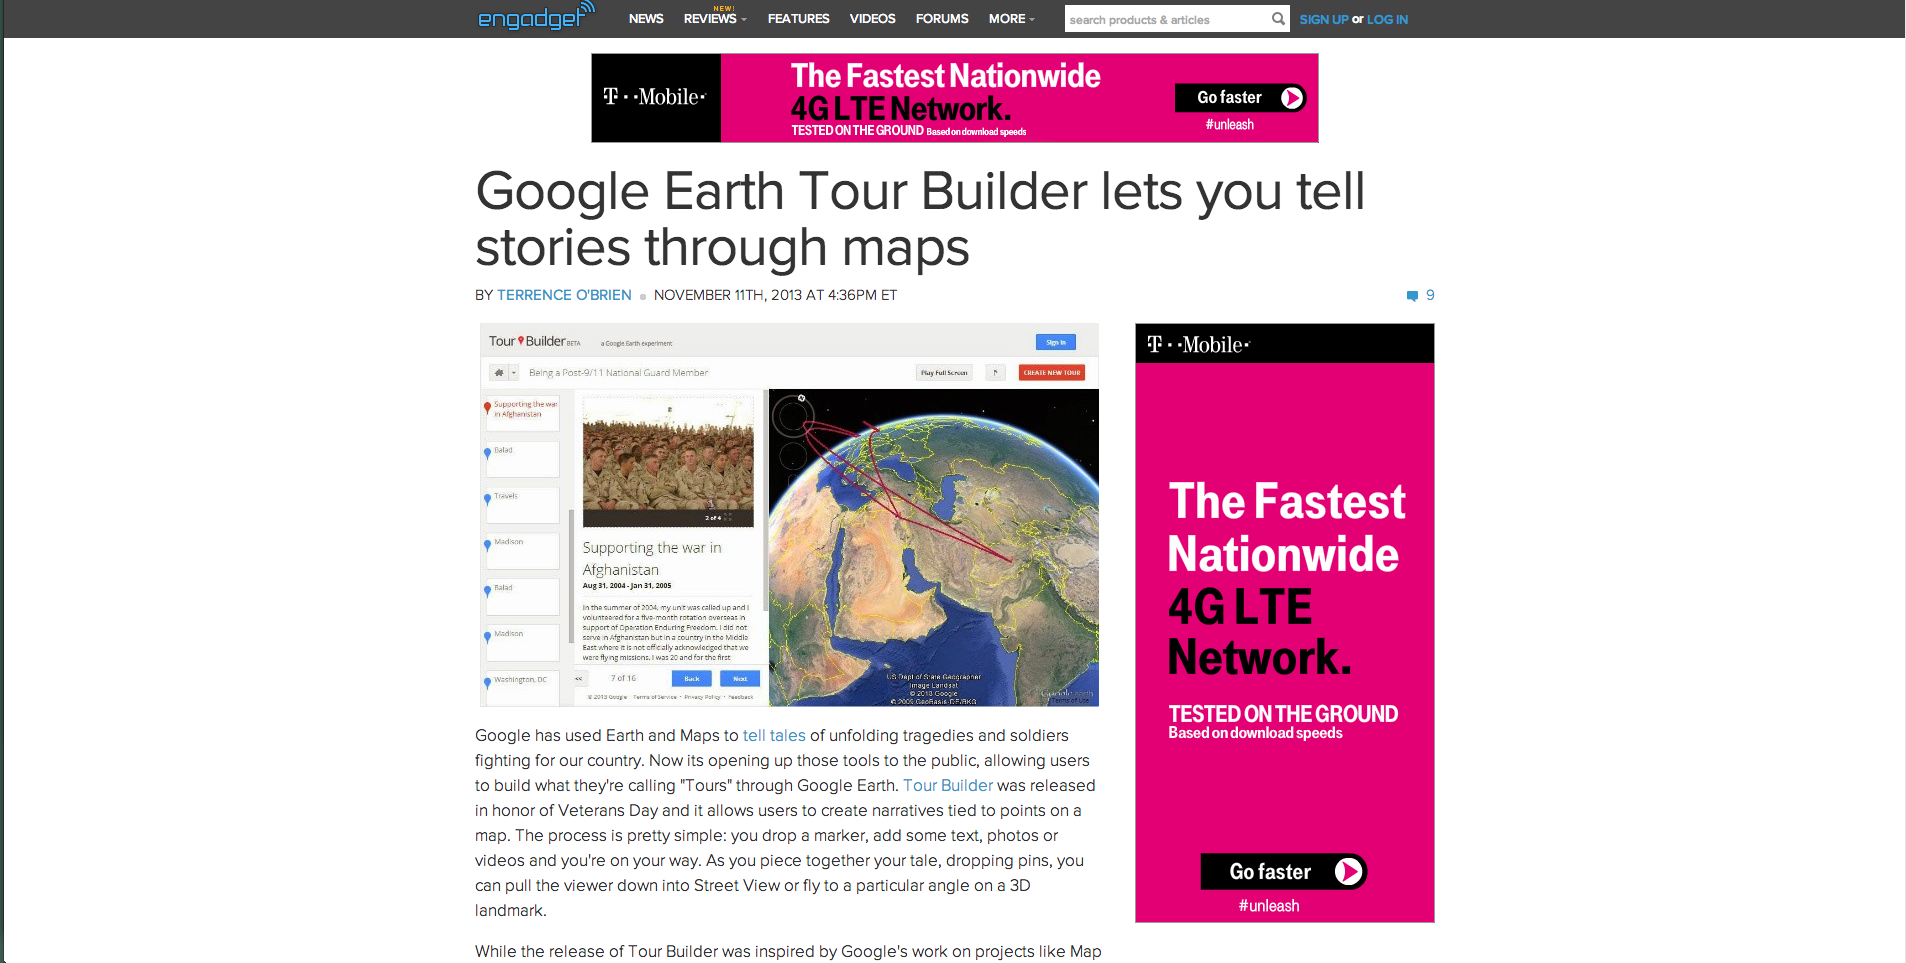 engadget
NEWS
NEW!
REVIEWS
FEATURES
VIDEOS
FORUMS
MORE
search products & articles
SIGN UP or LOG IN
T··Mobile·
The Fastest Nationwide
4G LTE Network.
TESTED ON THE GROUND Based on download speeds
Go faster
#unleash
Google Earth Tour Builder lets you tell
stories through maps
BY TERRENCE O'BRIEN
NOVEMBER 11TH, 2013 AT 4:36PM ET
9
Tour Builder BETA
a Google Earth experiment
Sign in
Being a Post-9/11 National Guard Member
Play Full Screen
CREATE NEW TOUR
Supporting the war
in Afghanistan
Balad
Travels
Madison
Balad
Madison
Washington, DC
2 of 4
Supporting the war in
Afghanistan
Aug 31, 2004 - Jan 31, 2005
In the summer of 2004, my unit was called up and I
volunteered for a five-month rotation overseas in
support of Operation Enduring Freedom. I did not
serve in Afghanistan but in a country in the Middle
East where it is not officially acknowledged that we
were flying missions. I was 20 and for the first
<<
7 of 16
Back
Next
© 2013 Google Terms of Service • Privacy Policy • Feedback
US Dept of State Geographer
Image Landsat
© 2013 Google
© 2009 GeoBasis-DE/BKG
Google earth
Terms of Use
T··Mobile·
The Fastest
Nationwide
4G LTE
Network.
TESTED ON THE GROUND
Based on download speeds
Go faster
#unleash
Google has used Earth and Maps to tell tales of unfolding tragedies and soldiers
fighting for our country. Now its opening up those tools to the public, allowing users
to build what they're calling "Tours" through Google Earth. Tour Builder was released
in honor of Veterans Day and it allows users to create narratives tied to points on a
map. The process is pretty simple: you drop a marker, add some text, photos or
videos and you're on your way. As you piece together your tale, dropping pins, you
can pull the viewer down into Street View or fly to a particular angle on a 3D
landmark.
While the release of Tour Builder was inspired by Google's work on projects like Map